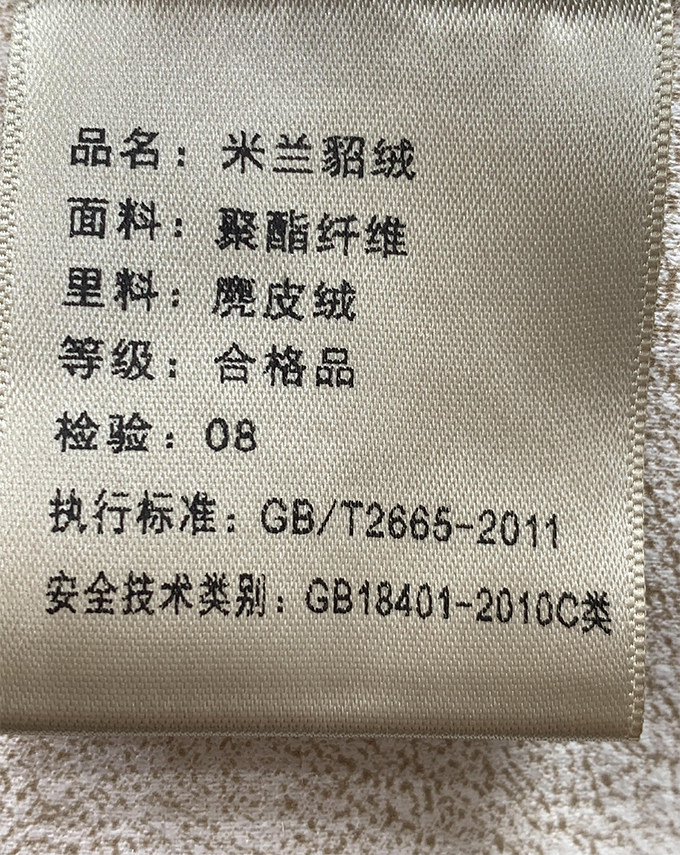 品名：米兰貂绒
面料：聚酯纤维
里料：麂皮绒
等级：合格品
检验：08
执行标准：GB/T2665-2011
安全技术类别：GB18401-2010C类